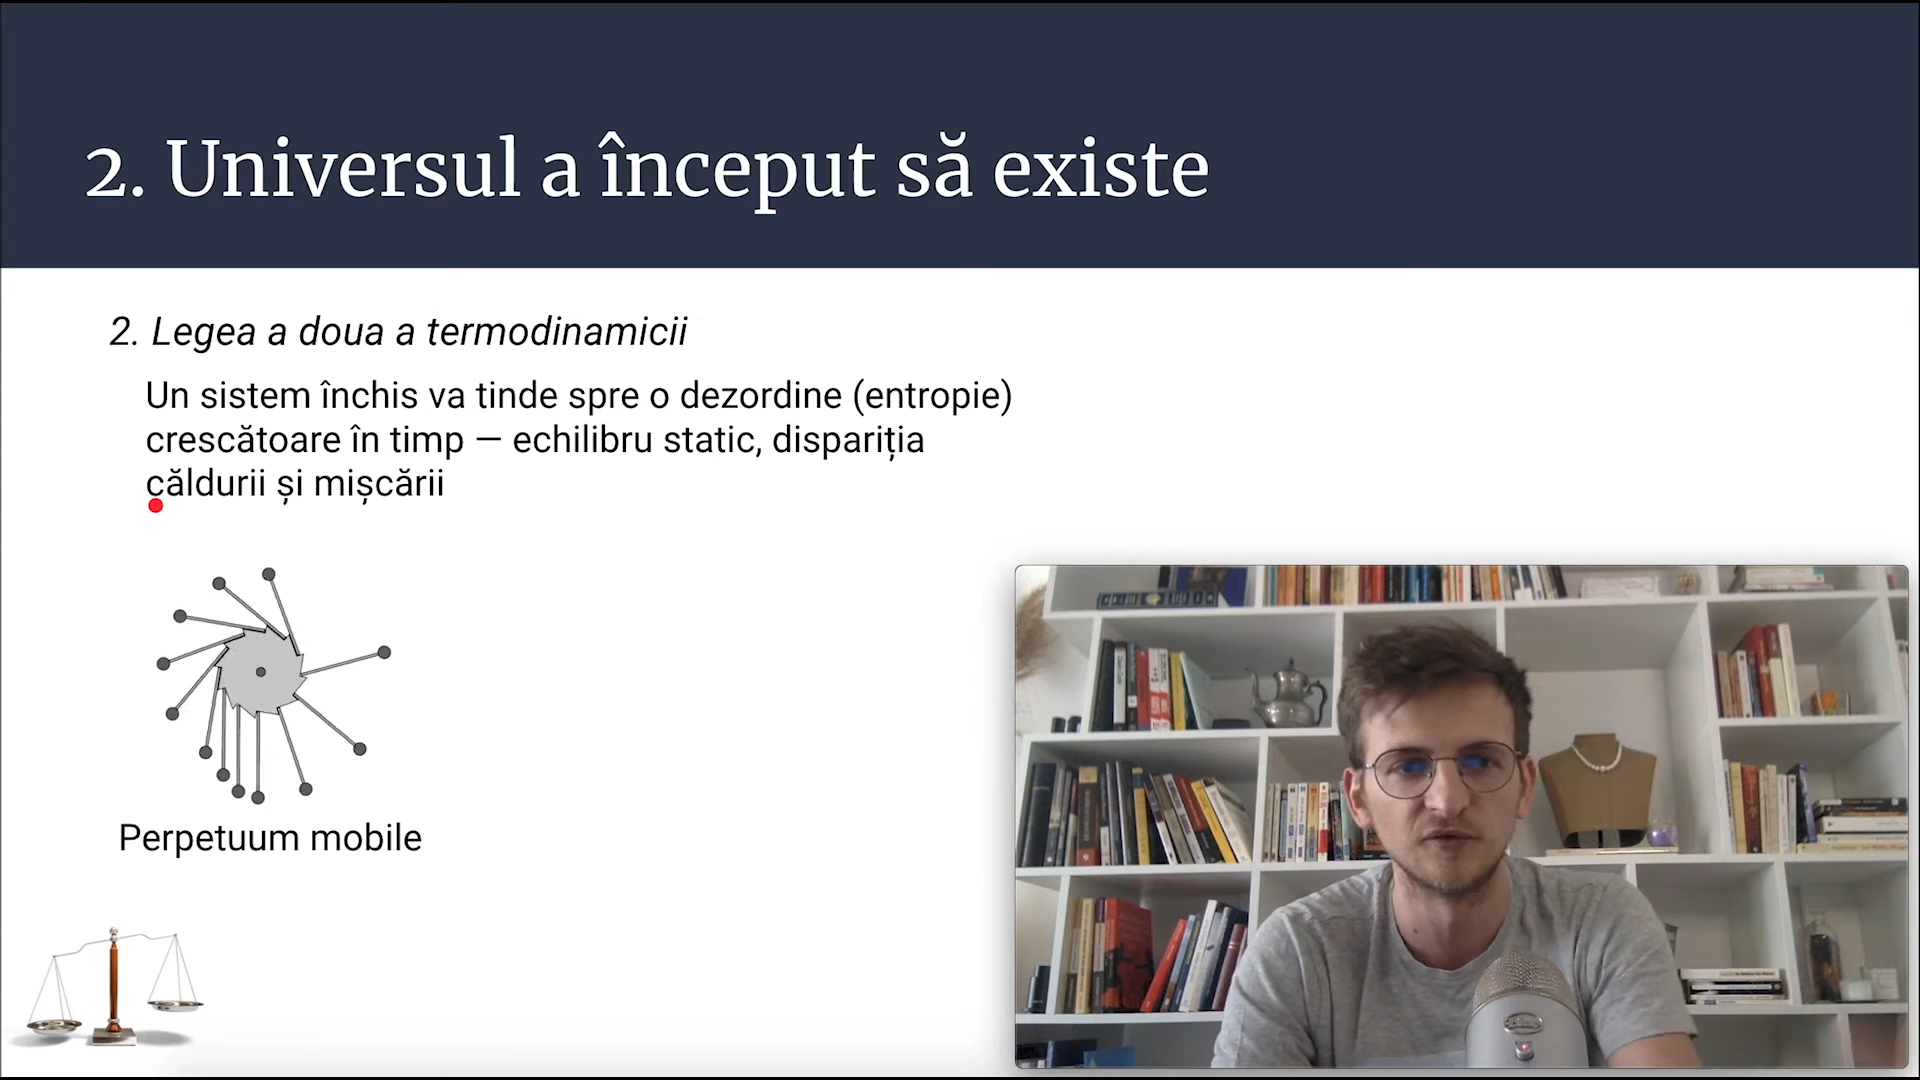 2. Universul a început să existe
2. Legea a doua a termodinamicii
Un sistem închis va tinde spre o dezordine (entropie)
crescătoare în timp — echilibru static, dispariția
căldurii și mișcării
Perpetuum mobile